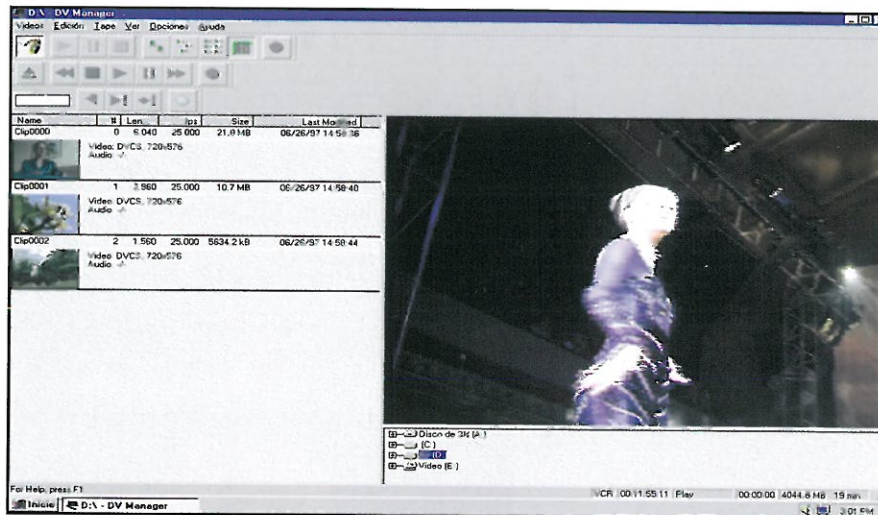 D:\ - DV Manager
Videos Edición Tape Ver Opciones Ayuda
Name # Len... fps Size Last Modified
Clip0000 0 6.040 25.000 21.8 MB 06/26/97 14:58:36
Video: DVCS, 720x576
Audio: -/-
Clip0001 1 2.960 25.000 10.7 MB 06/26/97 14:58:40
Video: DVCS, 720x576
Audio: -/-
Clip0002 2 1.560 25.000 5634.2 kB 06/26/97 14:58:44
Video: DVCS, 720x576
Audio: -/-
Disco de 3½ (A:)
(C:)
(D:)
Video (E:)
For Help, press F1
VCR 00:11:55:11 Play 00:00:00 4044.8 MB 19 min
Inicio D:\ - DV Manager
3:01 PM